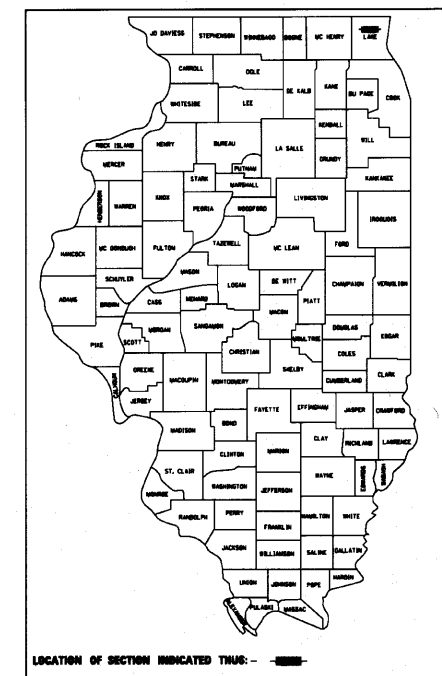 JO DAVIESS STEPHENSON WINNEBAGO BOONE MC HENRY LAKE
CARROLL OGLE
DE KALB KANE DU PAGE COOK
WHITESIDE LEE
KENDALL WILL
ROCK ISLAND HENRY BUREAU LA SALLE GRUNDY
MERCER PUTNAM KANKAKEE
STARK MARSHALL
HENDERSON WARREN KNOX PEORIA WOODFORD LIVINGSTON IROQUOIS
HANCOCK MC DONOUGH FULTON TAZEWELL MC LEAN FORD
SCHUYLER MASON LOGAN DE WITT CHAMPAIGN VERMILION
ADAMS BROWN CASS MENARD MACON PIATT
PIKE SCOTT MORGAN SANGAMON CHRISTIAN MOULTRIE DOUGLAS EDGAR
COLES
GREENE MACOUPIN MONTGOMERY SHELBY CUMBERLAND CLARK
CALHOUN JERSEY FAYETTE EFFINGHAM JASPER CRAWFORD
MADISON BOND
CLINTON MARION CLAY RICHLAND LAWRENCE
ST. CLAIR WAYNE EDWARDS WABASH
MONROE WASHINGTON JEFFERSON
RANDOLPH PERRY HAMILTON WHITE
FRANKLIN
JACKSON WILLIAMSON SALINE GALLATIN
UNION JOHNSON POPE HARDIN
ALEXANDER PULASKI MASSAC
LOCATION OF SECTION INDICATED THUS: -